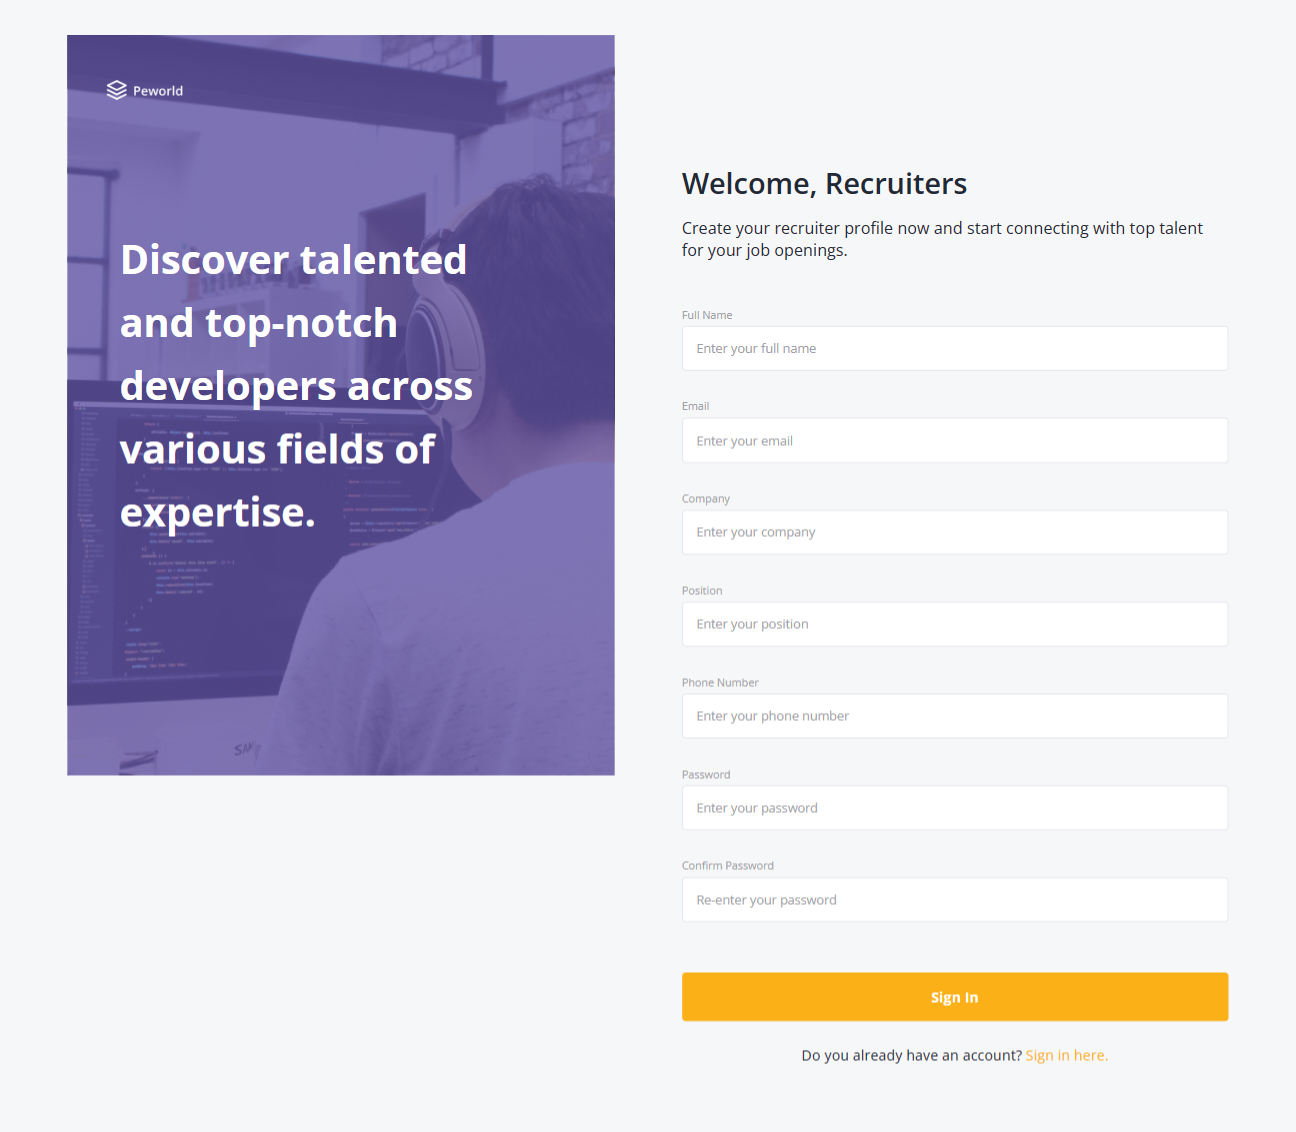 Peworld
Discover talented
and top-notch
developers across
various fields of
expertise.
Welcome, Recruiters
Create your recruiter profile now and start connecting with top talent
for your job openings.
Full Name
Enter your full name
Email
Enter your email
Company
Enter your company
Position
Enter your position
Phone Number
Enter your phone number
Password
Enter your password
Confirm Password
Re-enter your password
Sign In
Do you already have an account? Sign in here.